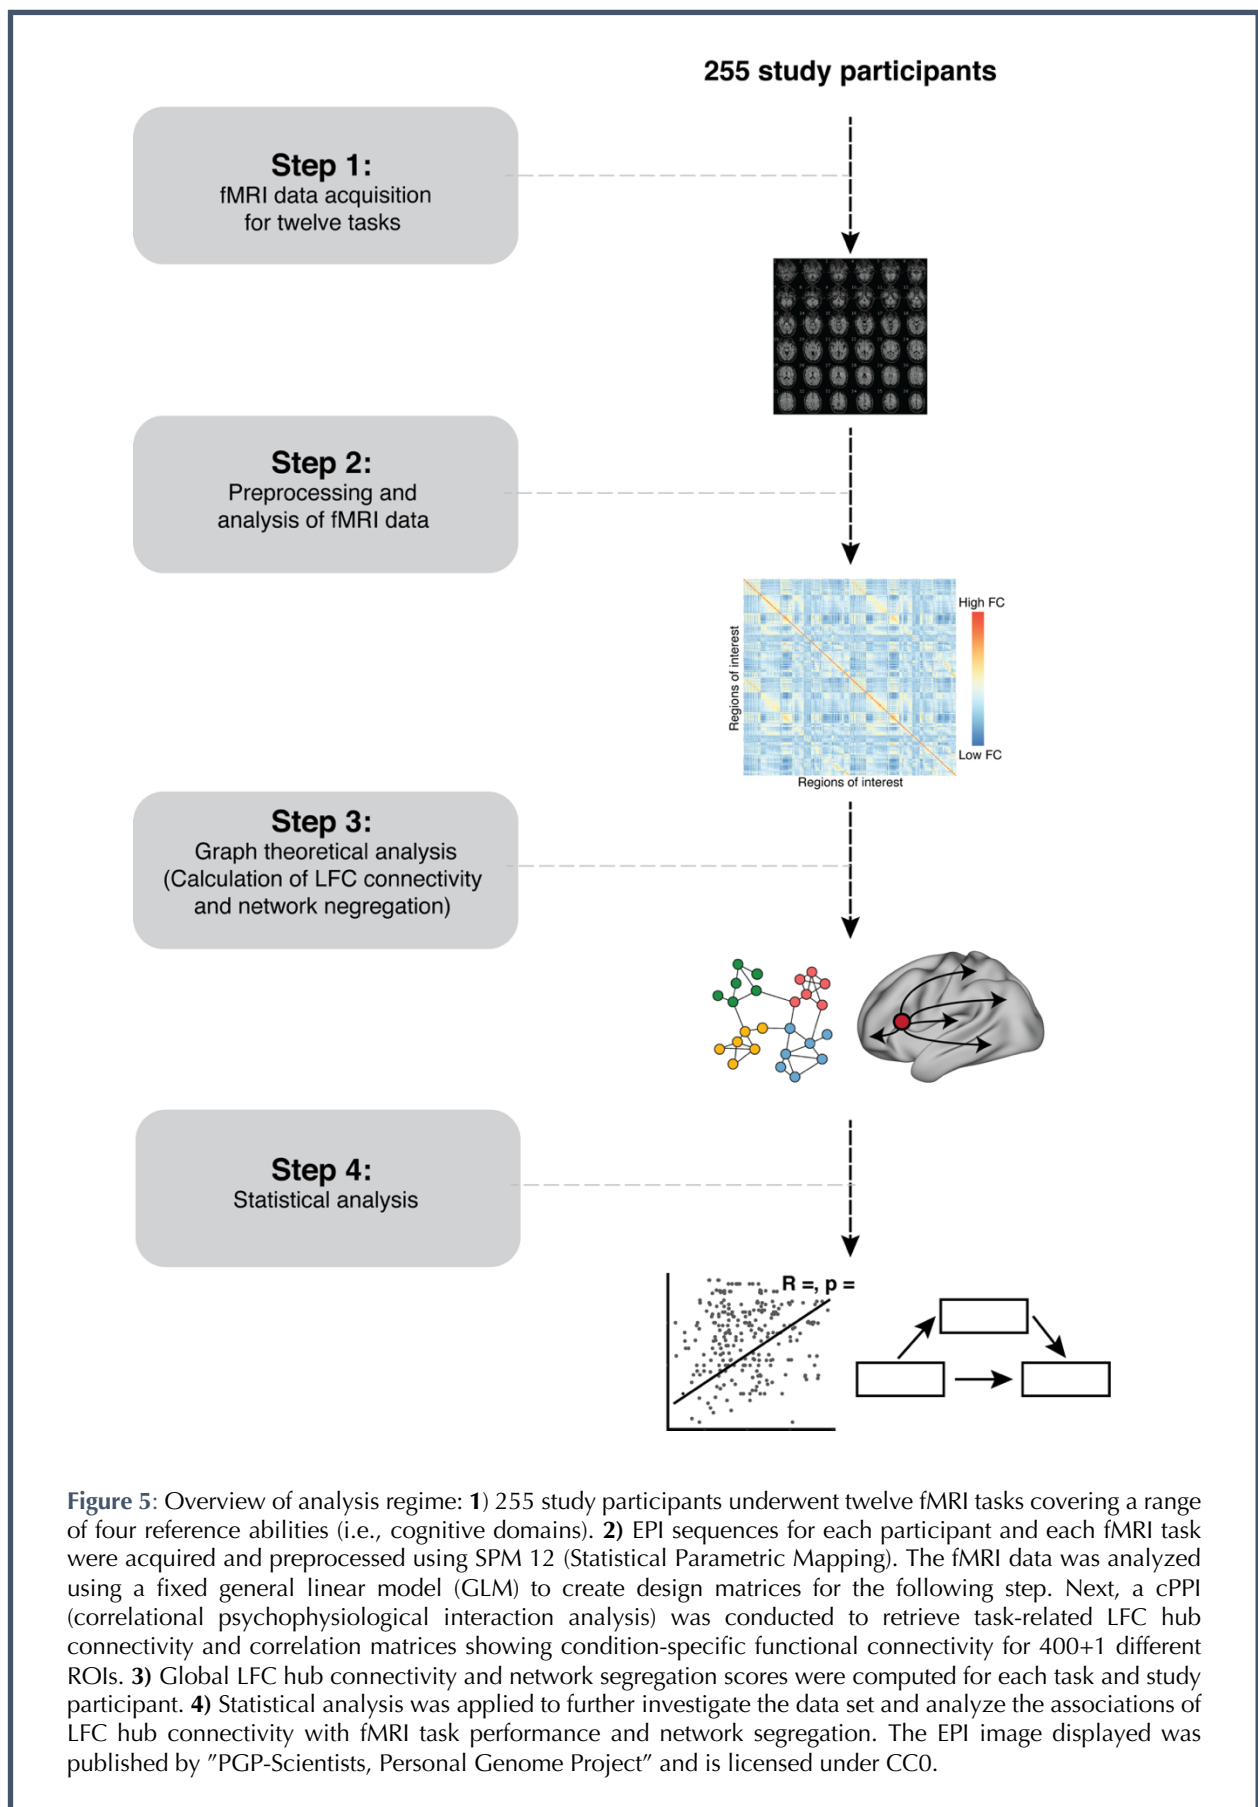 255 study participants
Step 1:
fMRI data acquisition
for twelve tasks
Step 2:
Preprocessing and
analysis of fMRI data
High FC
Regions of interest
Low FC
Regions of interest
Step 3:
Graph theoretical analysis
(Calculation of LFC connectivity
and network negregation)
Step 4:
Statistical analysis
R =, p =
Figure 5: Overview of analysis regime: 1) 255 study participants underwent twelve fMRI tasks covering a range
of four reference abilities (i.e., cognitive domains). 2) EPI sequences for each participant and each fMRI task
were acquired and preprocessed using SPM 12 (Statistical Parametric Mapping). The fMRI data was analyzed
using a fixed general linear model (GLM) to create design matrices for the following step. Next, a cPPI
(correlational psychophysiological interaction analysis) was conducted to retrieve task-related LFC hub
connectivity and correlation matrices showing condition-specific functional connectivity for 400+1 different
ROIs. 3) Global LFC hub connectivity and network segregation scores were computed for each task and study
participant. 4) Statistical analysis was applied to further investigate the data set and analyze the associations of
LFC hub connectivity with fMRI task performance and network segregation. The EPI image displayed was
published by ”PGP-Scientists, Personal Genome Project” and is licensed under CC0.